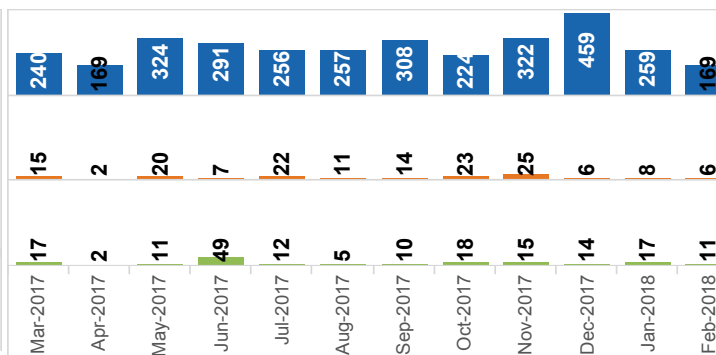 240 169 324 291 256 257 308 224 322 459 259 169
15 2 20 7 22 11 14 23 25 6 8 6
17 2 11 49 12 5 10 18 15 14 17 11
Mar-2017 Apr-2017 May-2017 Jun-2017 Jul-2017 Aug-2017 Sep-2017 Oct-2017 Nov-2017 Dec-2017 Jan-2018 Feb-2018